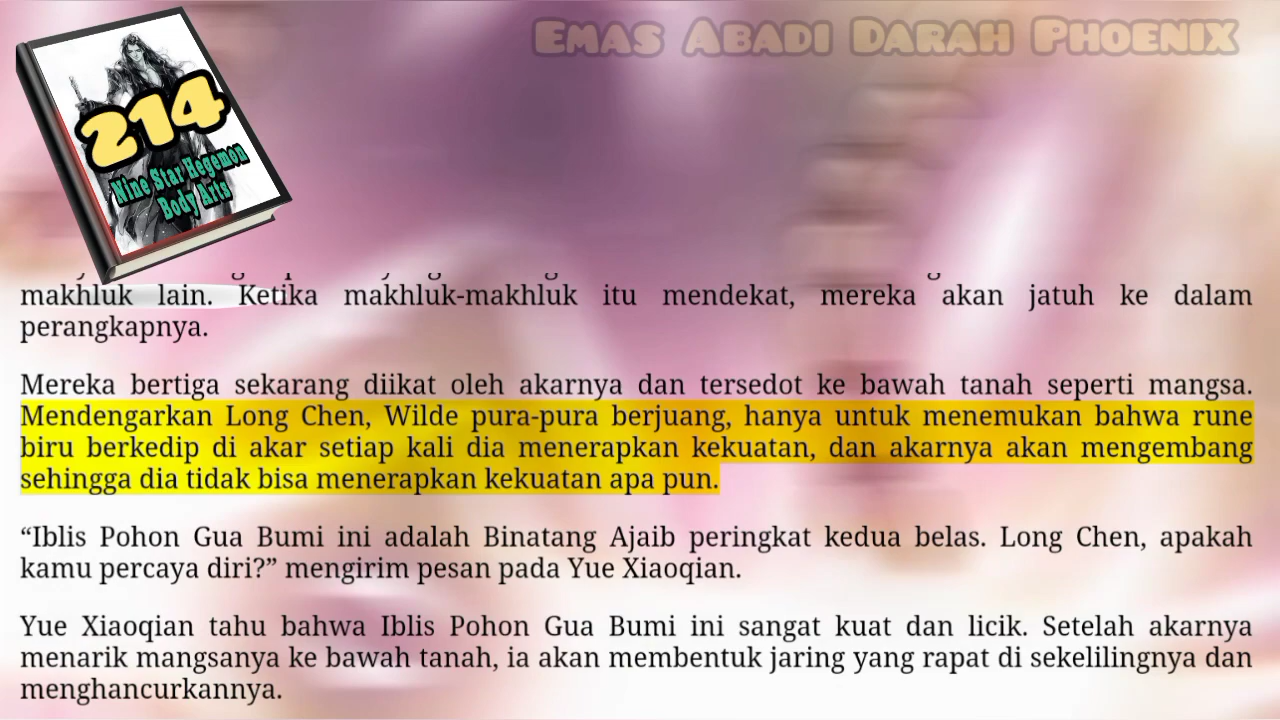 Emas Abadi Darah Phoenix
214
Nine Star Hegemon
Body Arts
makhluk lain. Ketika makhluk-makhluk itu mendekat, mereka akan jatuh ke dalam
perangkapnya.
Mereka bertiga sekarang diikat oleh akarnya dan tersedot ke bawah tanah seperti mangsa.
Mendengarkan Long Chen, Wilde pura-pura berjuang, hanya untuk menemukan bahwa rune
biru berkedip di akar setiap kali dia menerapkan kekuatan, dan akarnya akan mengembang
sehingga dia tidak bisa menerapkan kekuatan apa pun.
“Iblis Pohon Gua Bumi ini adalah Binatang Ajaib peringkat kedua belas. Long Chen, apakah
kamu percaya diri?” mengirim pesan pada Yue Xiaoqian.
Yue Xiaoqian tahu bahwa Iblis Pohon Gua Bumi ini sangat kuat dan licik. Setelah akarnya
menarik mangsanya ke bawah tanah, ia akan membentuk jaring yang rapat di sekelilingnya dan
menghancurkannya.